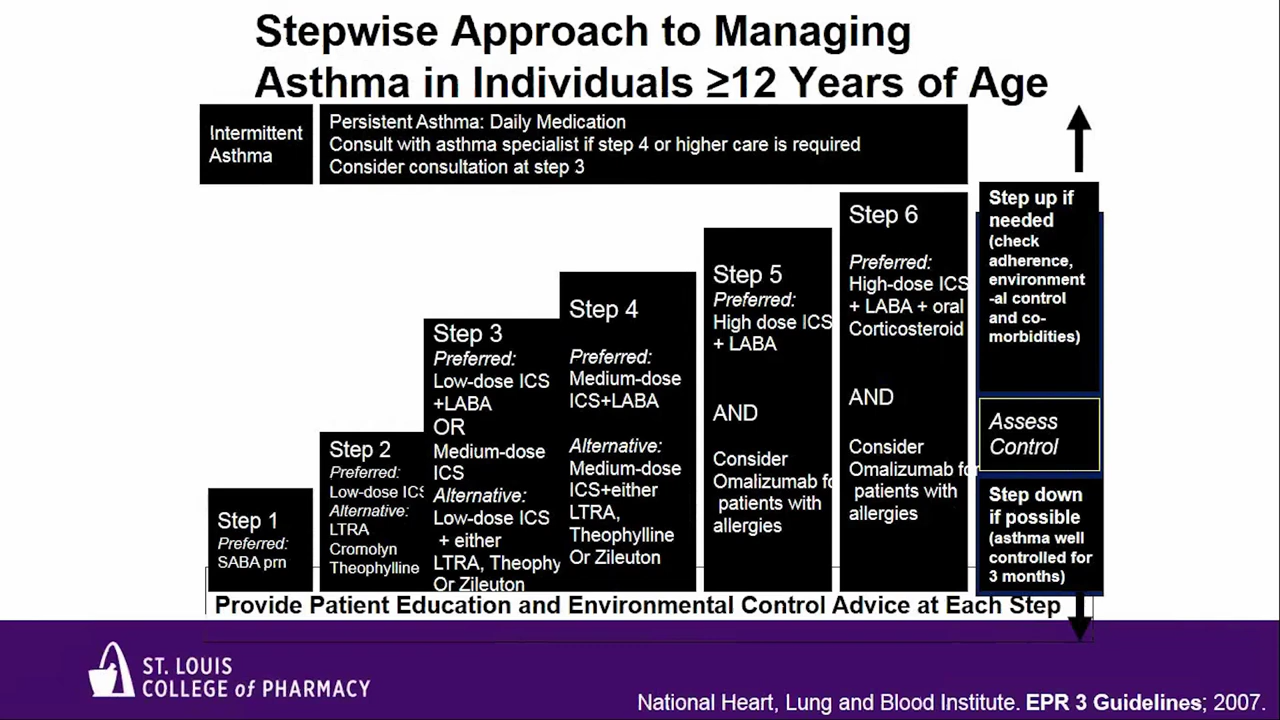 Stepwise Approach to Managing
Asthma in Individuals ≥12 Years of Age
Intermittent
Asthma
Persistent Asthma: Daily Medication
Consult with asthma specialist if step 4 or higher care is required
Consider consultation at step 3
Step 1
Preferred:
SABA prn
Step 2
Preferred:
Low-dose ICS
Alternative:
LTRA
Cromolyn
Theophylline
Step 3
Preferred:
Low-dose ICS
+LABA
OR
Medium-dose
ICS
Alternative:
Low-dose ICS
+ either
LTRA, Theophy
Or Zileuton
Step 4
Preferred:
Medium-dose
ICS+LABA
Alternative:
Medium-dose
ICS+either
LTRA,
Theophylline
Or Zileuton
Step 5
Preferred:
High dose ICS
+ LABA
AND
Consider
Omalizumab fo
patients with
allergies
Step 6
Preferred:
High-dose ICS
+ LABA + oral
Corticosteroid
AND
Consider
Omalizumab for
patients with
allergies
Step up if
needed
(check
adherence,
environment
-al control
and co-
morbidities)
Assess
Control
Step down
if possible
(asthma well
controlled for
3 months)
Provide Patient Education and Environmental Control Advice at Each Step
ST. LOUIS
COLLEGE of PHARMACY
National Heart, Lung and Blood Institute. EPR 3 Guidelines; 2007.